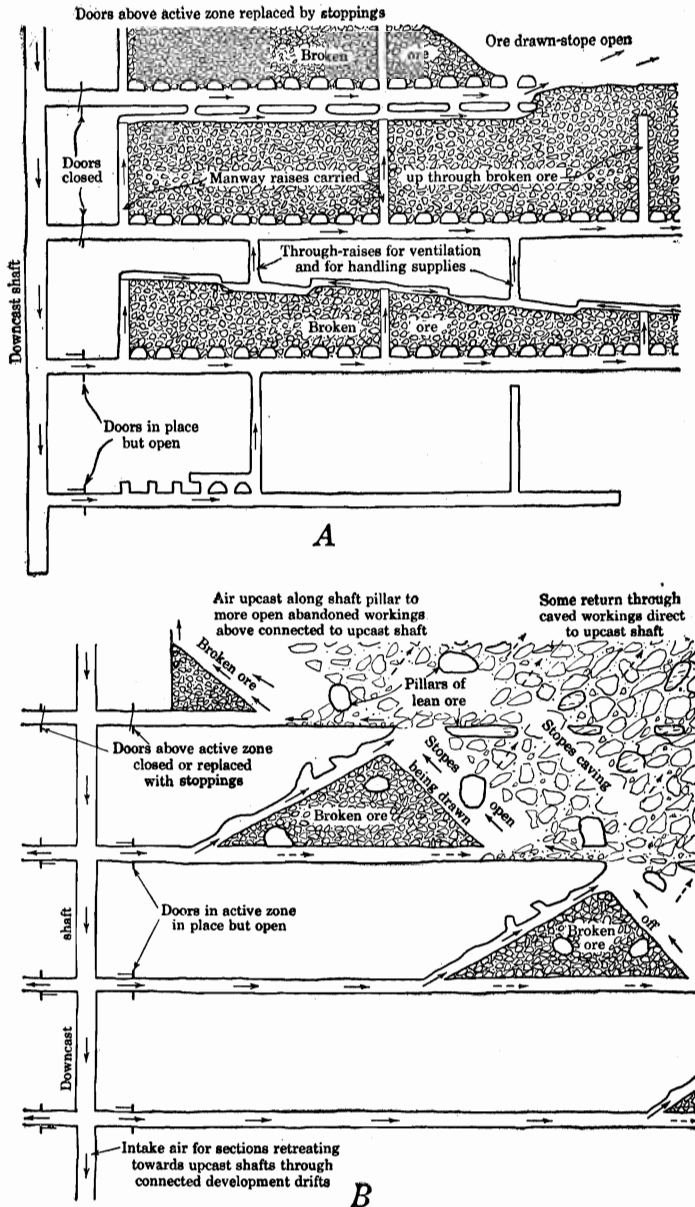 Doors above active zone replaced by stoppings
Ore drawn-stope open
Broken ore
Doors
closed
Manway raises carried
up through broken ore
Through-raises for ventilation
and for handling supplies
Downcast shaft
Broken ore
Doors in place
but open
A
Air upcast along shaft pillar to
more open abandoned workings
above connected to upcast shaft
Some return through
caved workings direct
to upcast shaft
Broken ore
Pillars of
lean ore
Doors above active zone
closed or replaced
with stoppings
Stopes
being drawn
open
Stopes caving
Broken ore
Doors in active zone
in place but open
shaft
off
Broken
ore
Downcast
Intake air for sections retreating
towards upcast shafts through
connected development drifts
B